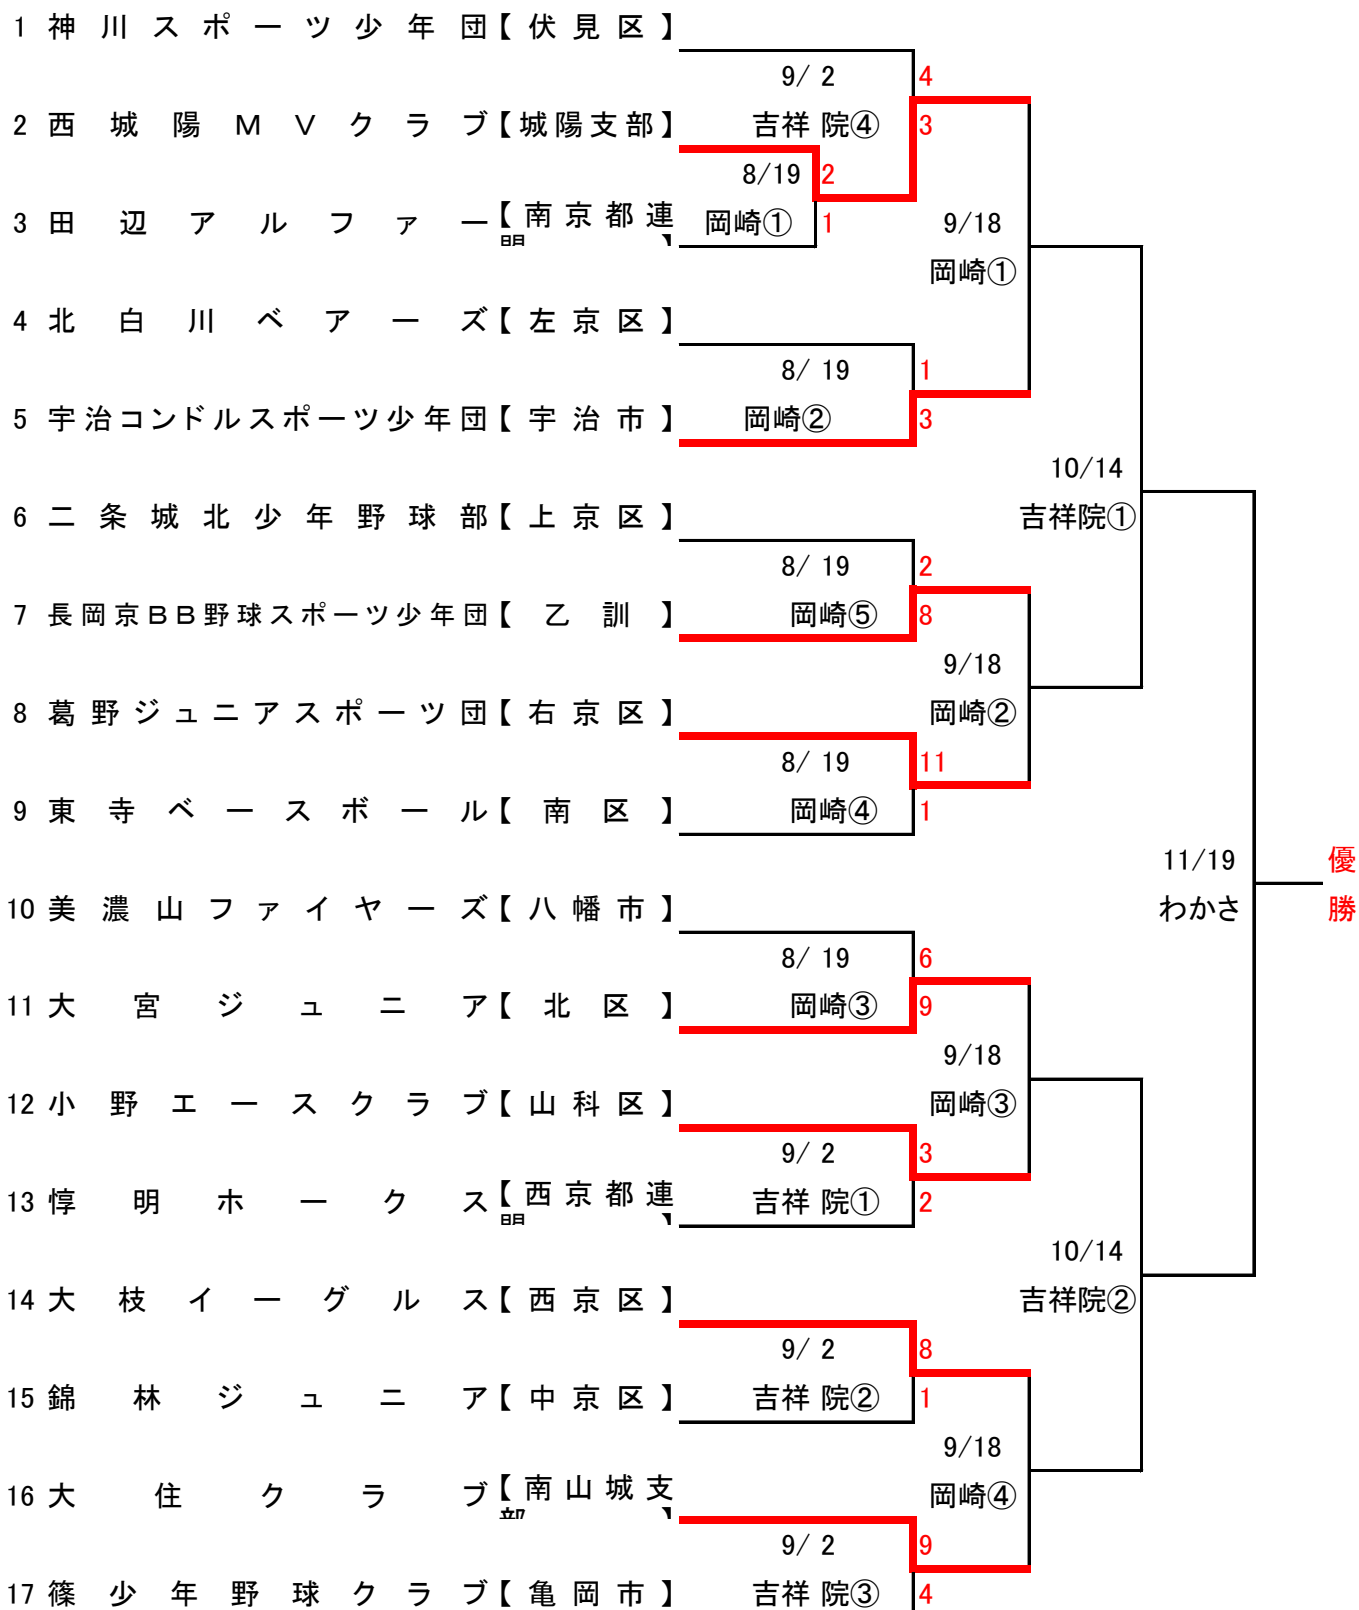 1 神川スポーツ少年団【伏見区】
9/ 2 4
2 西城陽MVクラブ【城陽支部】 吉祥 院④ 3
8/19 2
3 田辺アルファー【南京都連盟】 岡崎① 1 9/18
岡崎①
4 北白川ベアーズ【左京区】
8/ 19 1
5 宇治コンドルスポーツ少年団【宇治市】 岡崎② 3
10/14
6 二条城北少年野球部【上京区】 吉祥院①
8/ 19 2
7 長岡京BB野球スポーツ少年団【乙訓】 岡崎⑤ 8
9/18
8 葛野ジュニアスポーツ団【右京区】 岡崎②
8/ 19 11
9 東寺ベースボール【南区】 岡崎④ 1
11/19 優
10 美濃山ファイヤーズ【八幡市】 わかさ 勝
8/ 19 6
11 大宮ジュニア【北区】 岡崎③ 9
9/18
12 小野エースクラブ【山科区】 岡崎③
9/ 2 3
13 惇明ホークス【西京都連盟】 吉祥 院① 2
10/14
14 大枝イーグルス【西京区】 吉祥院②
9/ 2 8
15 錦林ジュニア【中京区】 吉祥 院② 1
9/18
16 大住クラブ【南山城支部】 岡崎④
9/ 2 9
17 篠少年野球クラブ【亀岡市】 吉祥 院③ 4